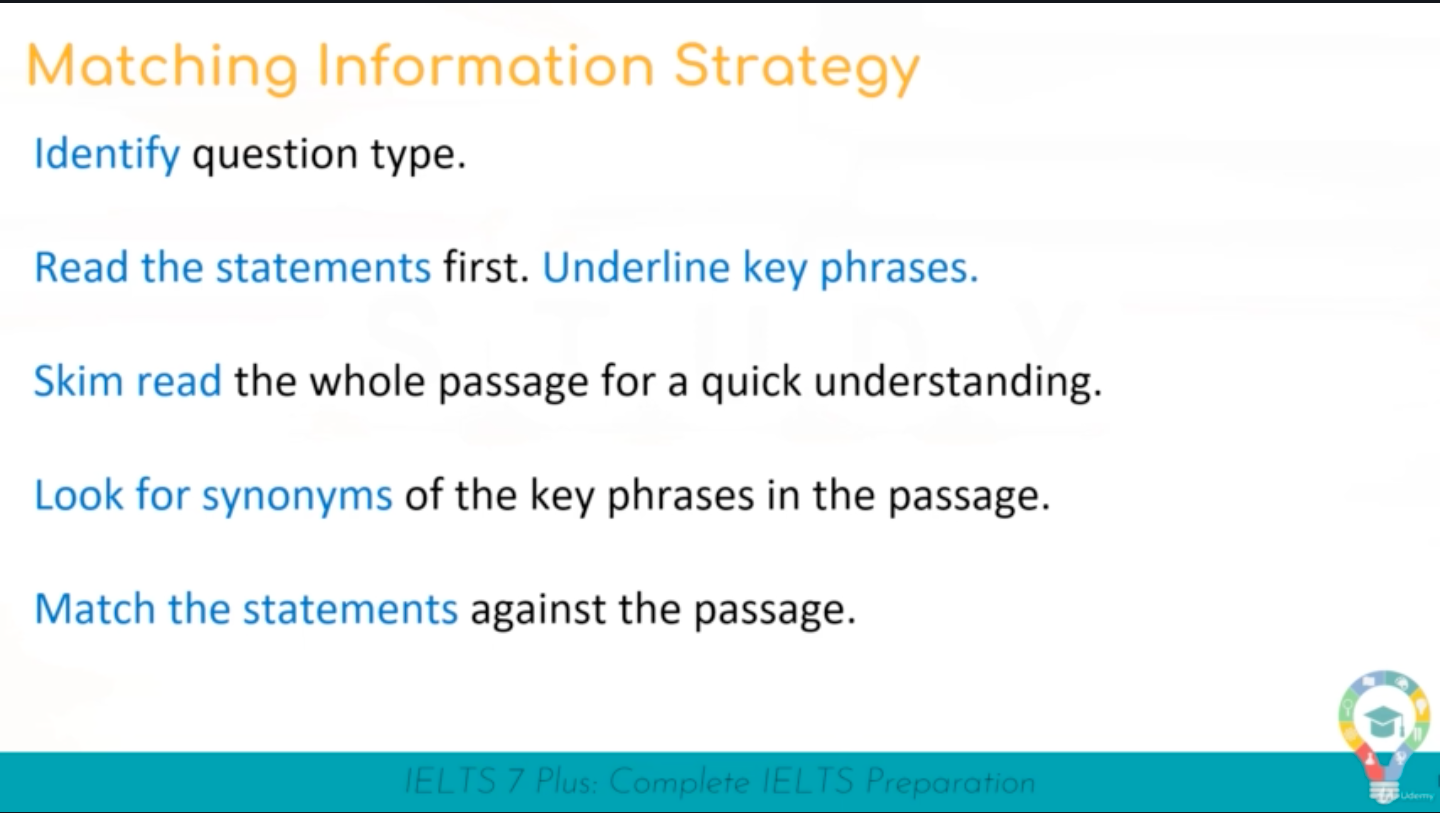 Matching Information Strategy
Identify question type.
Read the statements first. Underline key phrases.
Skim read the whole passage for a quick understanding.
STUDY
Look for synonyms of the key phrases in the passage.
Match the statements against the passage.
IELTS 7 Plus: Complete IELTS Preparation
Udemy